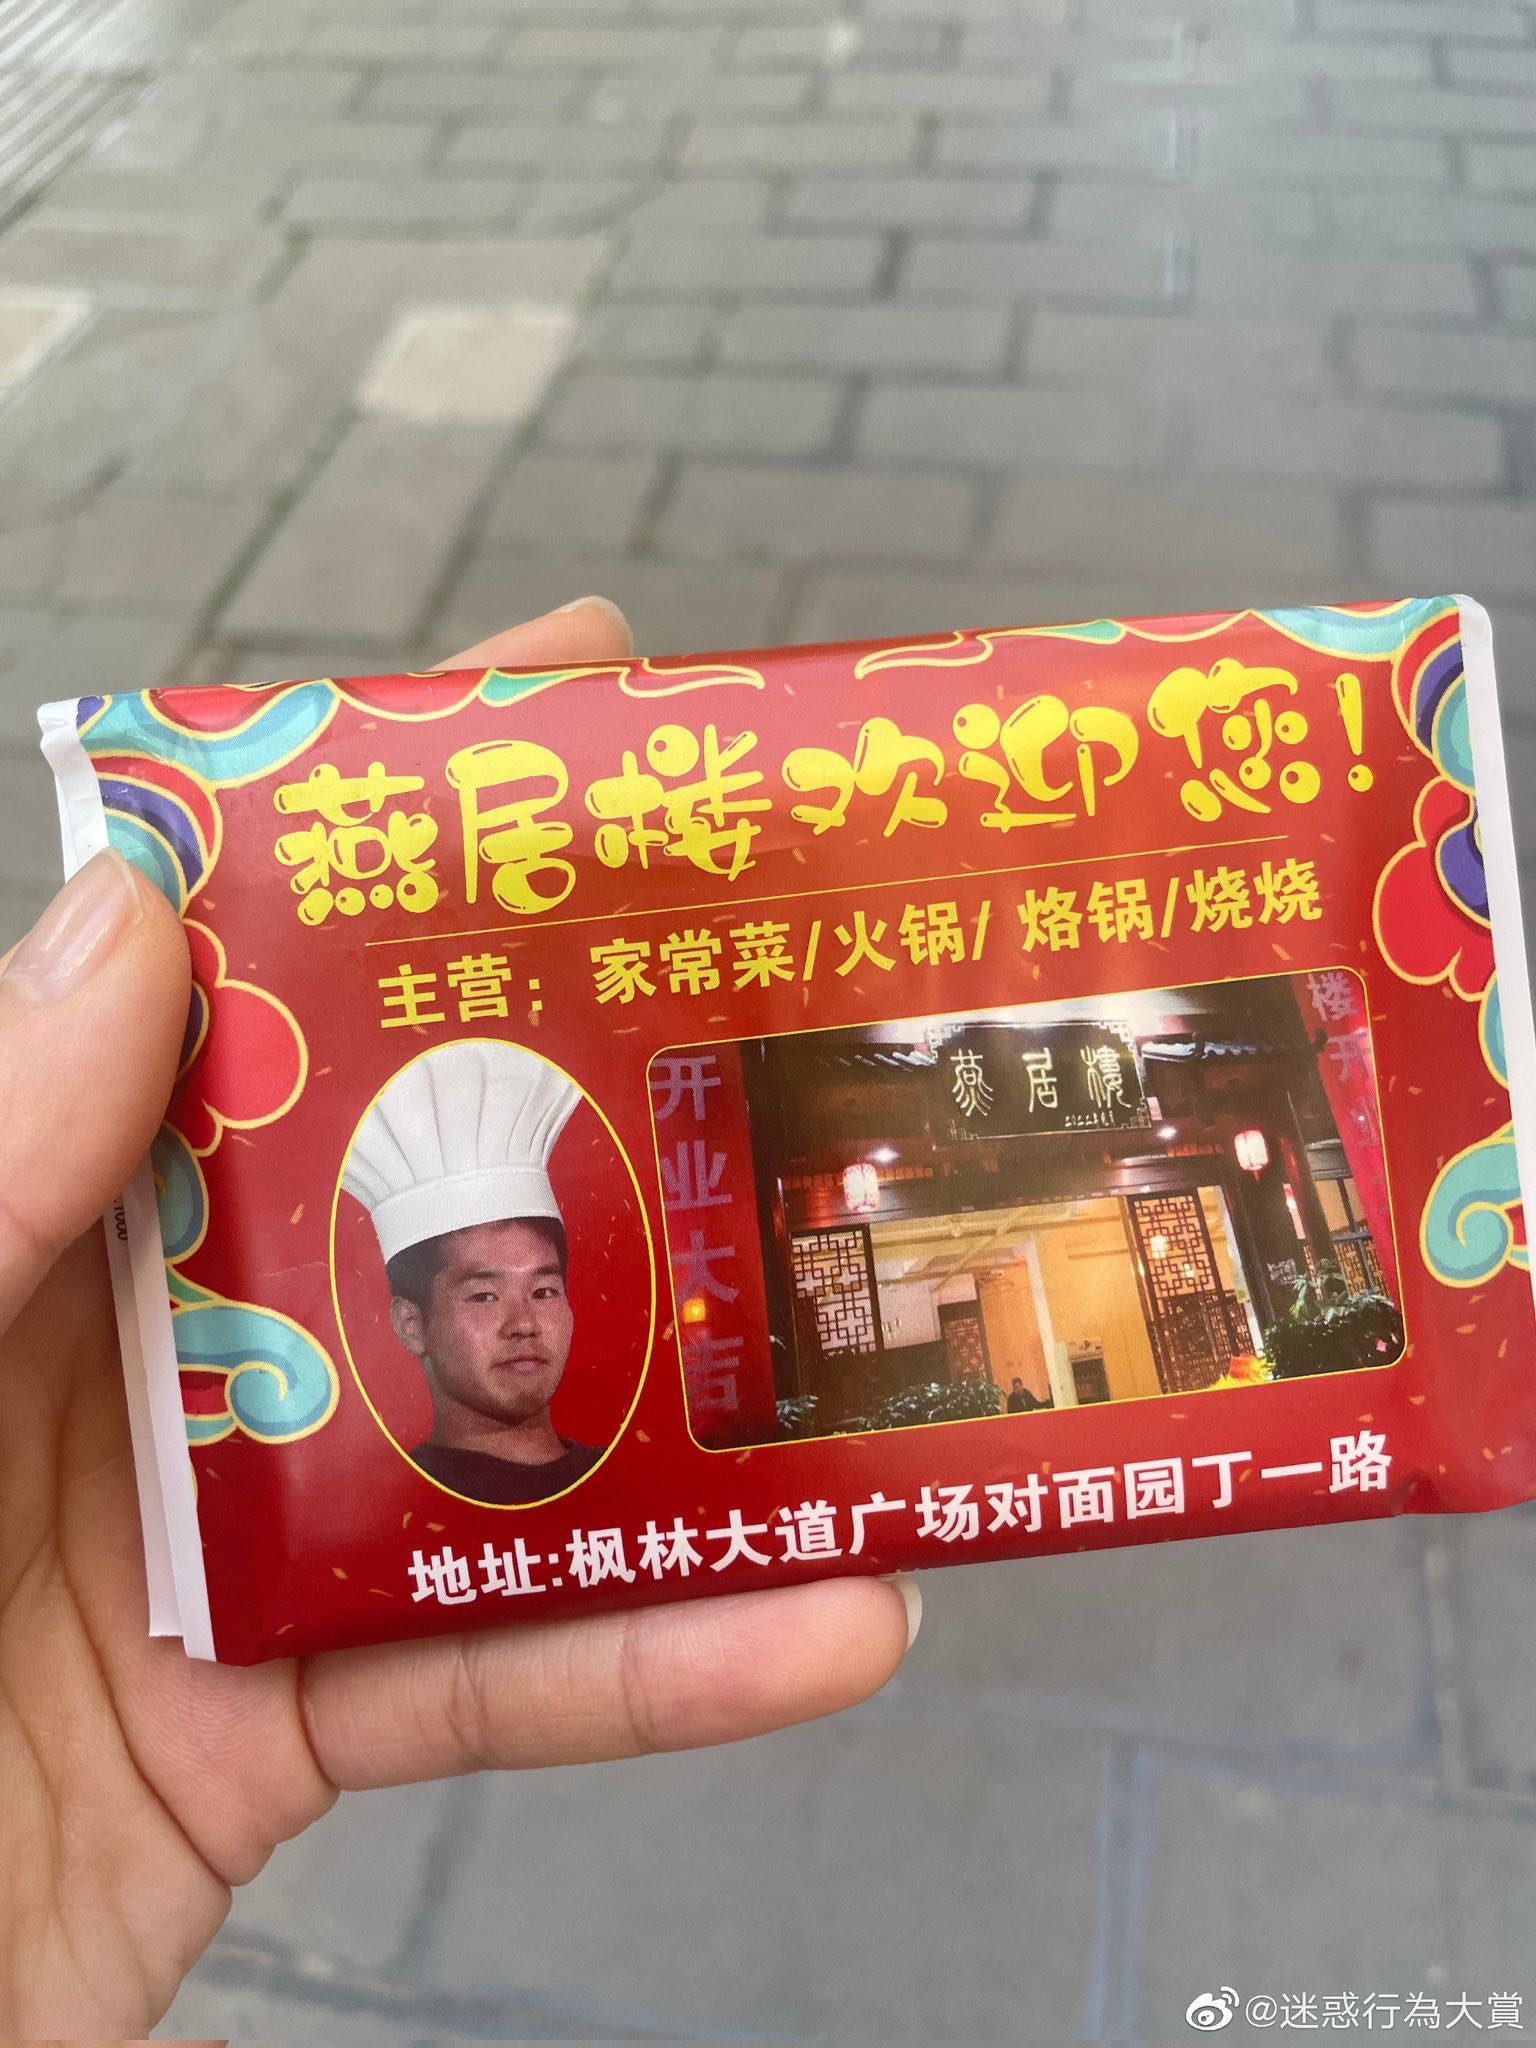 燕居楼欢迎您!
主营：家常菜/火锅/烙锅/烧烧
燕居樓
开业大吉
楼开业
地址:枫林大道广场对面园丁一路
@迷惑行為大賞